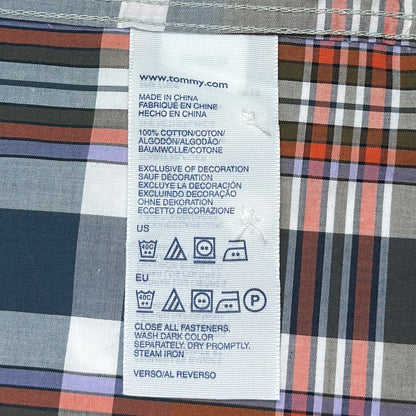 www.tommy.com
MADE IN CHINA
FABRIQUÉ EN CHINE
HECHO EN CHINA
100% COTTON/COTON/
ALGODÓN/ALGODÃO/
BAUMWOLLE/COTONE
EXCLUSIVE OF DECORATION
SAUF DÉCORATION
EXCLUYE LA DECORACIÓN
EXCLUINDO DECORAÇÃO
OHNE DEKORATION
ECCETTO DECORAZIONE
US
40C
EU
40C P
CLOSE ALL FASTENERS.
WASH DARK COLOR
SEPARATELY, DRY PROMPTLY.
STEAM IRON
VERSO/AL REVERSO